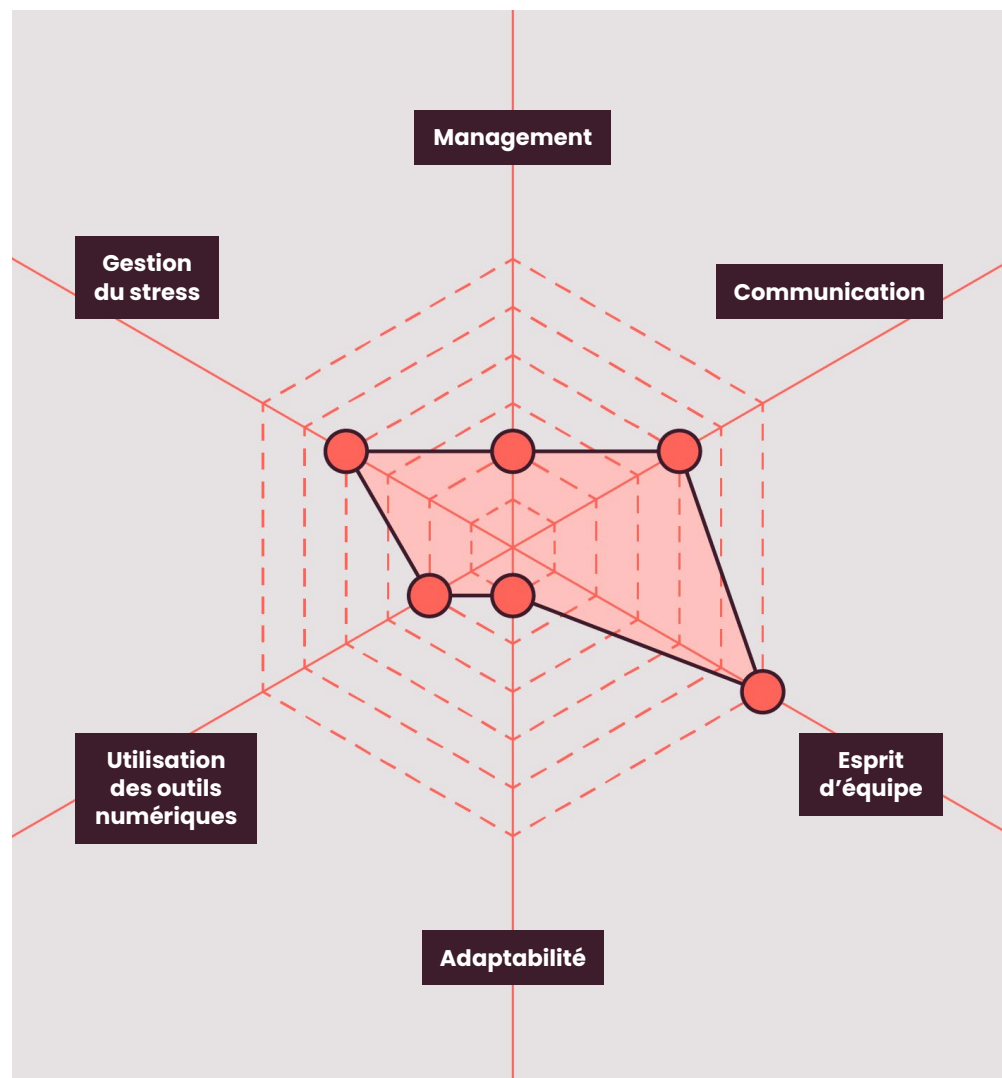 Management
Gestion
du stress
Communication
Utilisation
des outils
numériques
Esprit
d’équipe
Adaptabilité